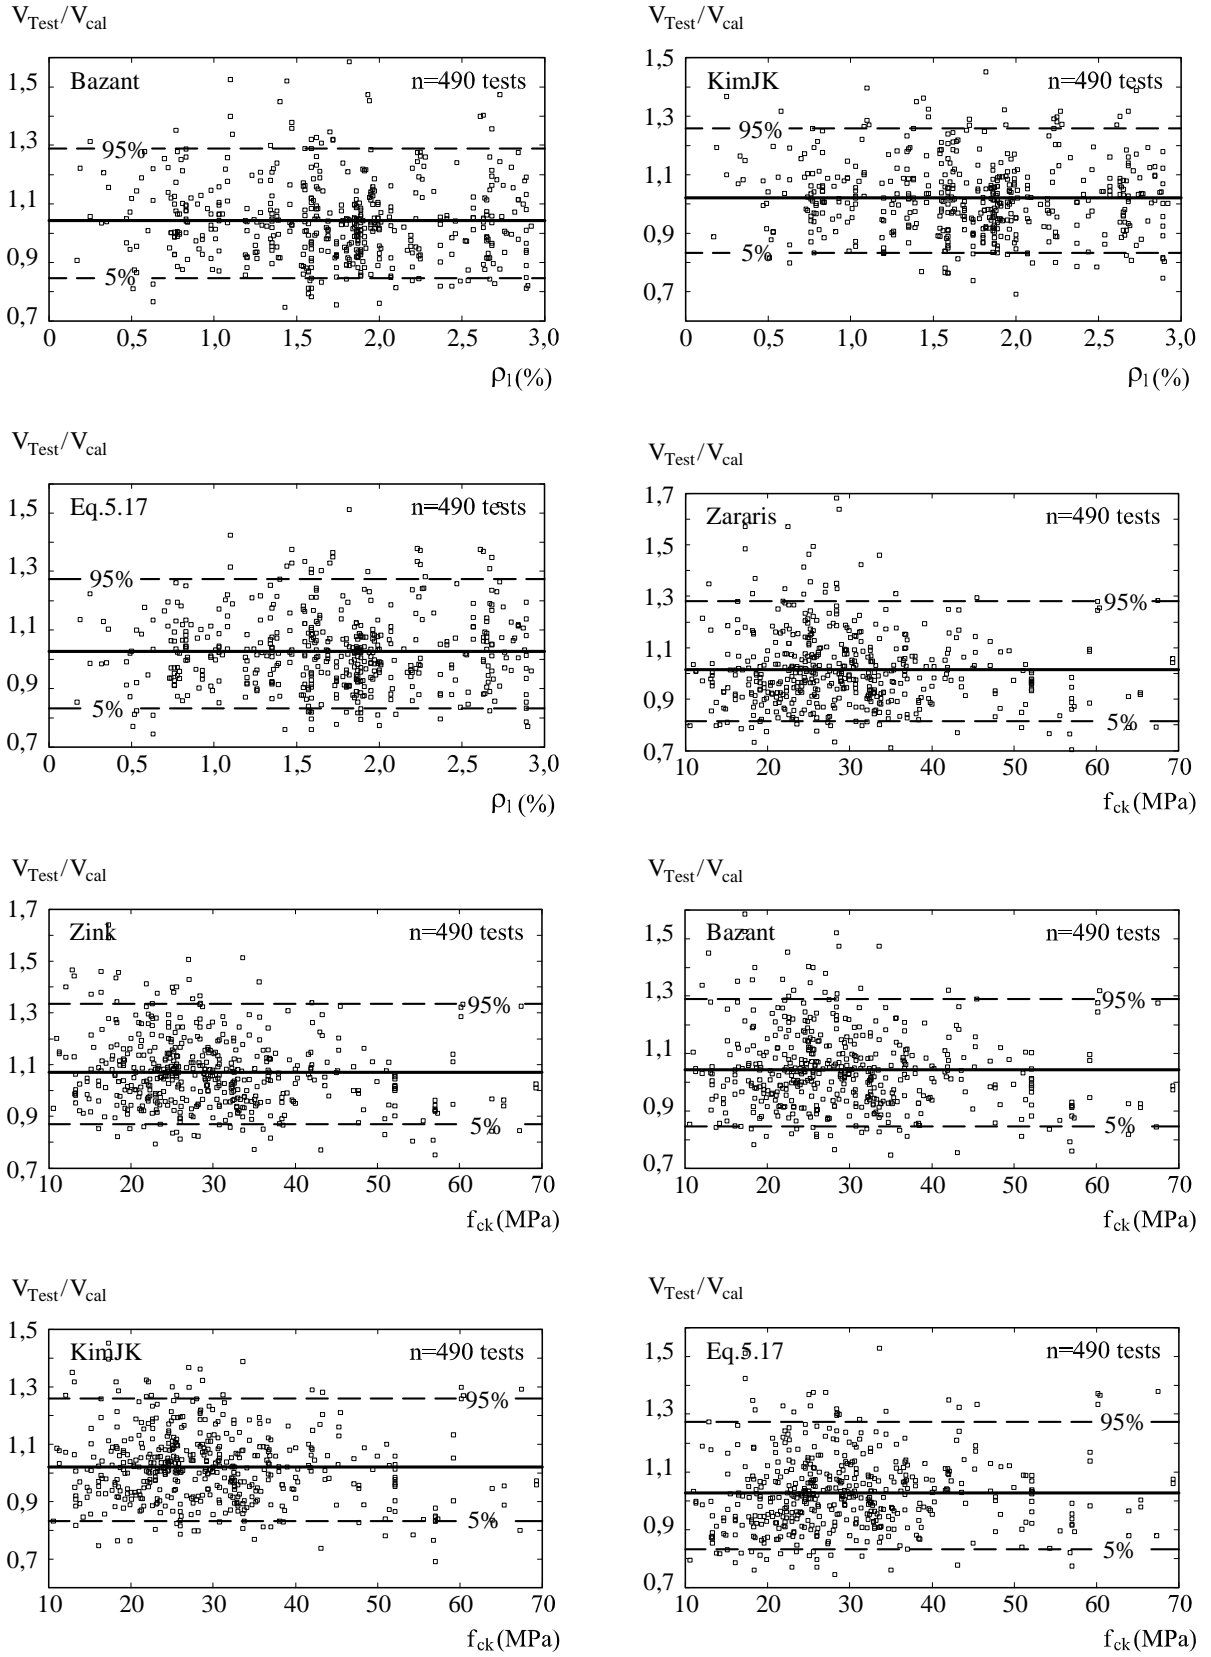 V_Test/V_cal
1,5
1,3
1,1
0,9
0,7
Bazant
n=490 tests
95%
5%
0 0,5 1,0 1,5 2,0 2,5 3,0
ρ_l(%)
V_Test/V_cal
1,5
1,3
1,1
0,9
0,7
KimJK
n=490 tests
95%
5%
0 0,5 1,0 1,5 2,0 2,5 3,0
ρ_l(%)
V_Test/V_cal
1,5
1,3
1,1
0,9
0,7
Eq.5.17
n=490 tests
95%
5%
0 0,5 1,0 1,5 2,0 2,5 3,0
ρ_l(%)
V_Test/V_cal
1,7
1,5
1,3
1,1
0,9
0,7
Zararis
n=490 tests
95%
5%
10 20 30 40 50 60 70
f_ck(MPa)
V_Test/V_cal
1,7
1,5
1,3
1,1
0,9
0,7
Zink
n=490 tests
95%
5%
10 20 30 40 50 60 70
f_ck(MPa)
V_Test/V_cal
1,5
1,3
1,1
0,9
0,7
Bazant
n=490 tests
95%
5%
10 20 30 40 50 60 70
f_ck(MPa)
V_Test/V_cal
1,5
1,3
1,1
0,9
0,7
KimJK
n=490 tests
95%
5%
10 20 30 40 50 60 70
f_ck(MPa)
V_Test/V_cal
1,5
1,3
1,1
0,9
0,7
Eq.5.17
n=490 tests
95%
5%
10 20 30 40 50 60 70
f_ck(MPa)